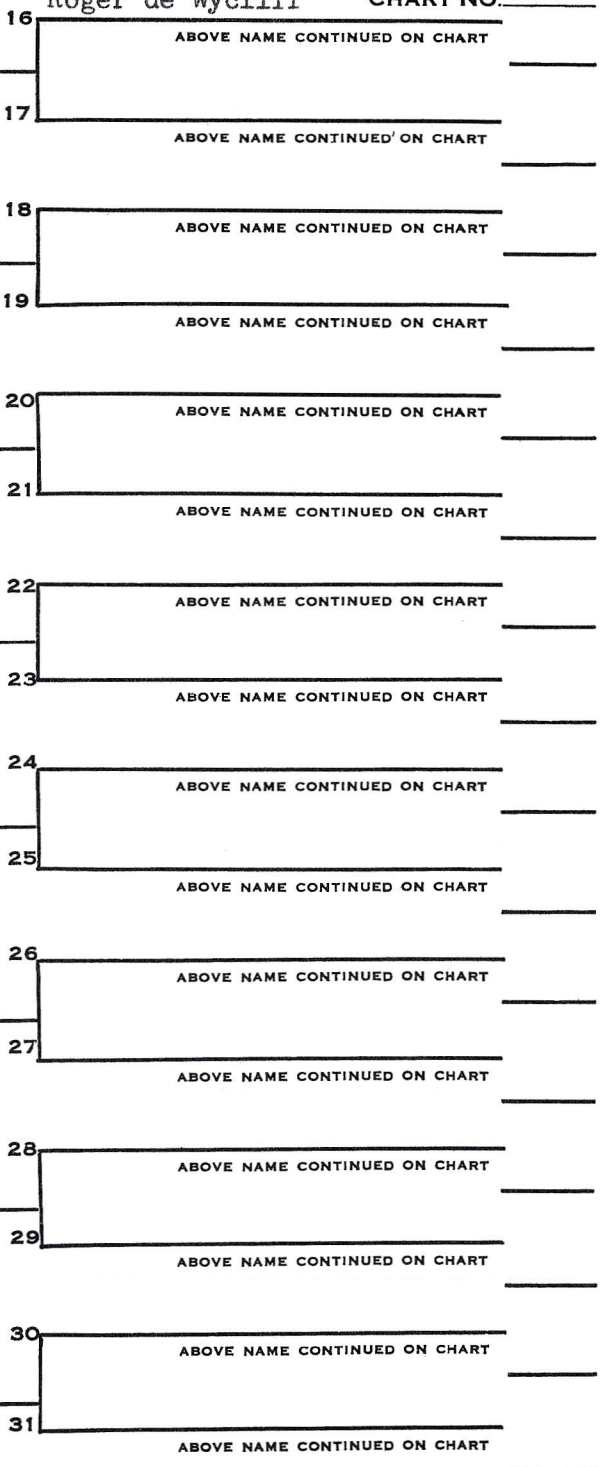 Roger de Wycliff CHART NO.
16
ABOVE NAME CONTINUED ON CHART
17
ABOVE NAME CONTINUED' ON CHART
18
ABOVE NAME CONTINUED ON CHART
19
ABOVE NAME CONTINUED ON CHART
20
ABOVE NAME CONTINUED ON CHART
21
ABOVE NAME CONTINUED ON CHART
22
ABOVE NAME CONTINUED ON CHART
23
ABOVE NAME CONTINUED ON CHART
24
ABOVE NAME CONTINUED ON CHART
25
ABOVE NAME CONTINUED ON CHART
26
ABOVE NAME CONTINUED ON CHART
27
ABOVE NAME CONTINUED ON CHART
28
ABOVE NAME CONTINUED ON CHART
29
ABOVE NAME CONTINUED ON CHART
30
ABOVE NAME CONTINUED ON CHART
31
ABOVE NAME CONTINUED ON CHART